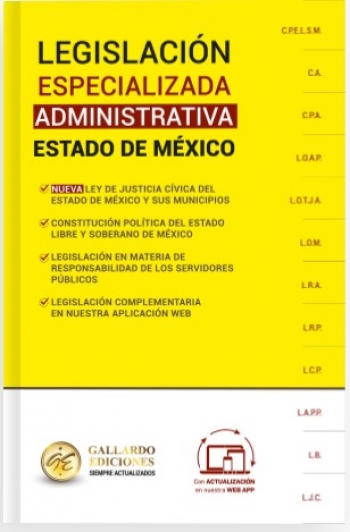 LEGISLACIÓN
ESPECIALIZADA
ADMINISTRATIVA
ESTADO DE MÉXICO
NUEVA LEY DE JUSTICIA CÍVICA DEL
ESTADO DE MÉXICO Y SUS MUNICIPIOS
CONSTITUCIÓN POLÍTICA DEL ESTADO
LIBRE Y SOBERANO DE MÉXICO
LEGISLACIÓN EN MATERIA DE
RESPONSABILIDAD DE LOS SERVIDORES
PÚBLICOS
LEGISLACIÓN COMPLEMENTARIA
EN NUESTRA APLICACIÓN WEB
C.P.E.L.S.M.
C.A.
C.P.A.
L.O.A.P.
L.O.T.J.A.
L.O.M.
L.R.A.
L.R.P.
L.C.P.
L.A.P.P.
L.B.
L.J.C.
GALLARDO
EDICIONES
SIEMPRE ACTUALIZADOS
Con ACTUALIZACIÓN
en nuestra WEB APP